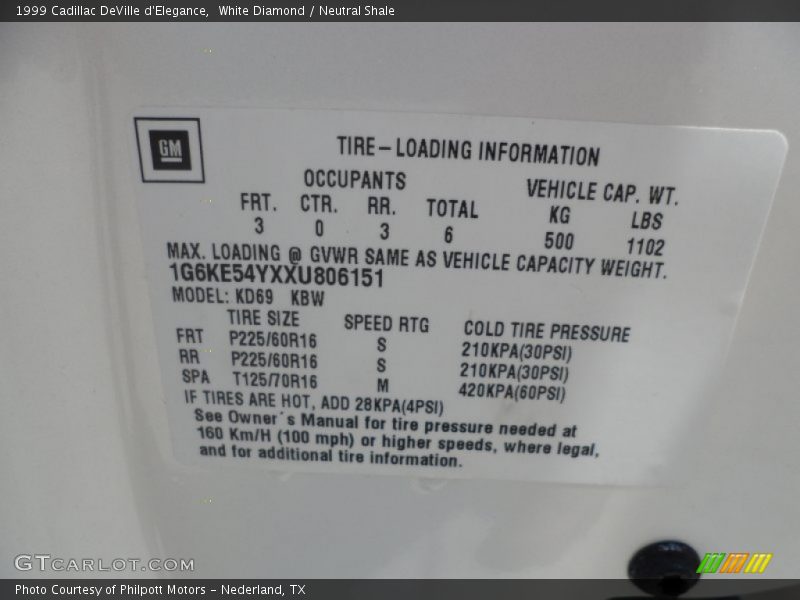 1999 Cadillac DeVille d'Elegance, White Diamond / Neutral Shale
GM
TIRE-LOADING INFORMATION
OCCUPANTS VEHICLE CAP. WT.
FRT. CTR. RR. TOTAL KG LBS
3 0 3 6 500 1102
MAX. LOADING @ GVWR SAME AS VEHICLE CAPACITY WEIGHT.
1G6KE54YXXU806151
MODEL: KD69 KBW
TIRE SIZE SPEED RTG COLD TIRE PRESSURE
FRT P225/60R16 S 210KPA(30PSI)
RR P225/60R16 S 210KPA(30PSI)
SPA T125/70R16 M 420KPA(60PSI)
IF TIRES ARE HOT, ADD 28KPA(4PSI)
See Owner's Manual for tire pressure needed at
160 Km/H (100 mph) or higher speeds, where legal,
and for additional tire information.
GTCARLOT.COM
Photo Courtesy of Philpott Motors - Nederland, TX